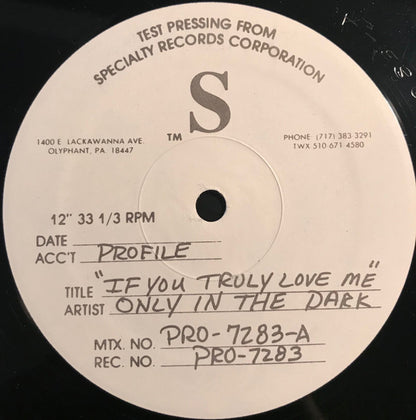 TEST PRESSING FROM
SPECIALTY RECORDS CORPORATION
S
TM
1400 E. LACKAWANNA AVE.
OLYPHANT, PA 18447
PHONE (717) 383 3291
TWX 510 671 4580
12" 33 1/3 RPM
DATE
ACC'T PROFILE
TITLE "IF YOU TRULY LOVE ME"
ARTIST ONLY IN THE DARK
MTX. NO. PRO-7283-A
REC. NO. PRO-7283